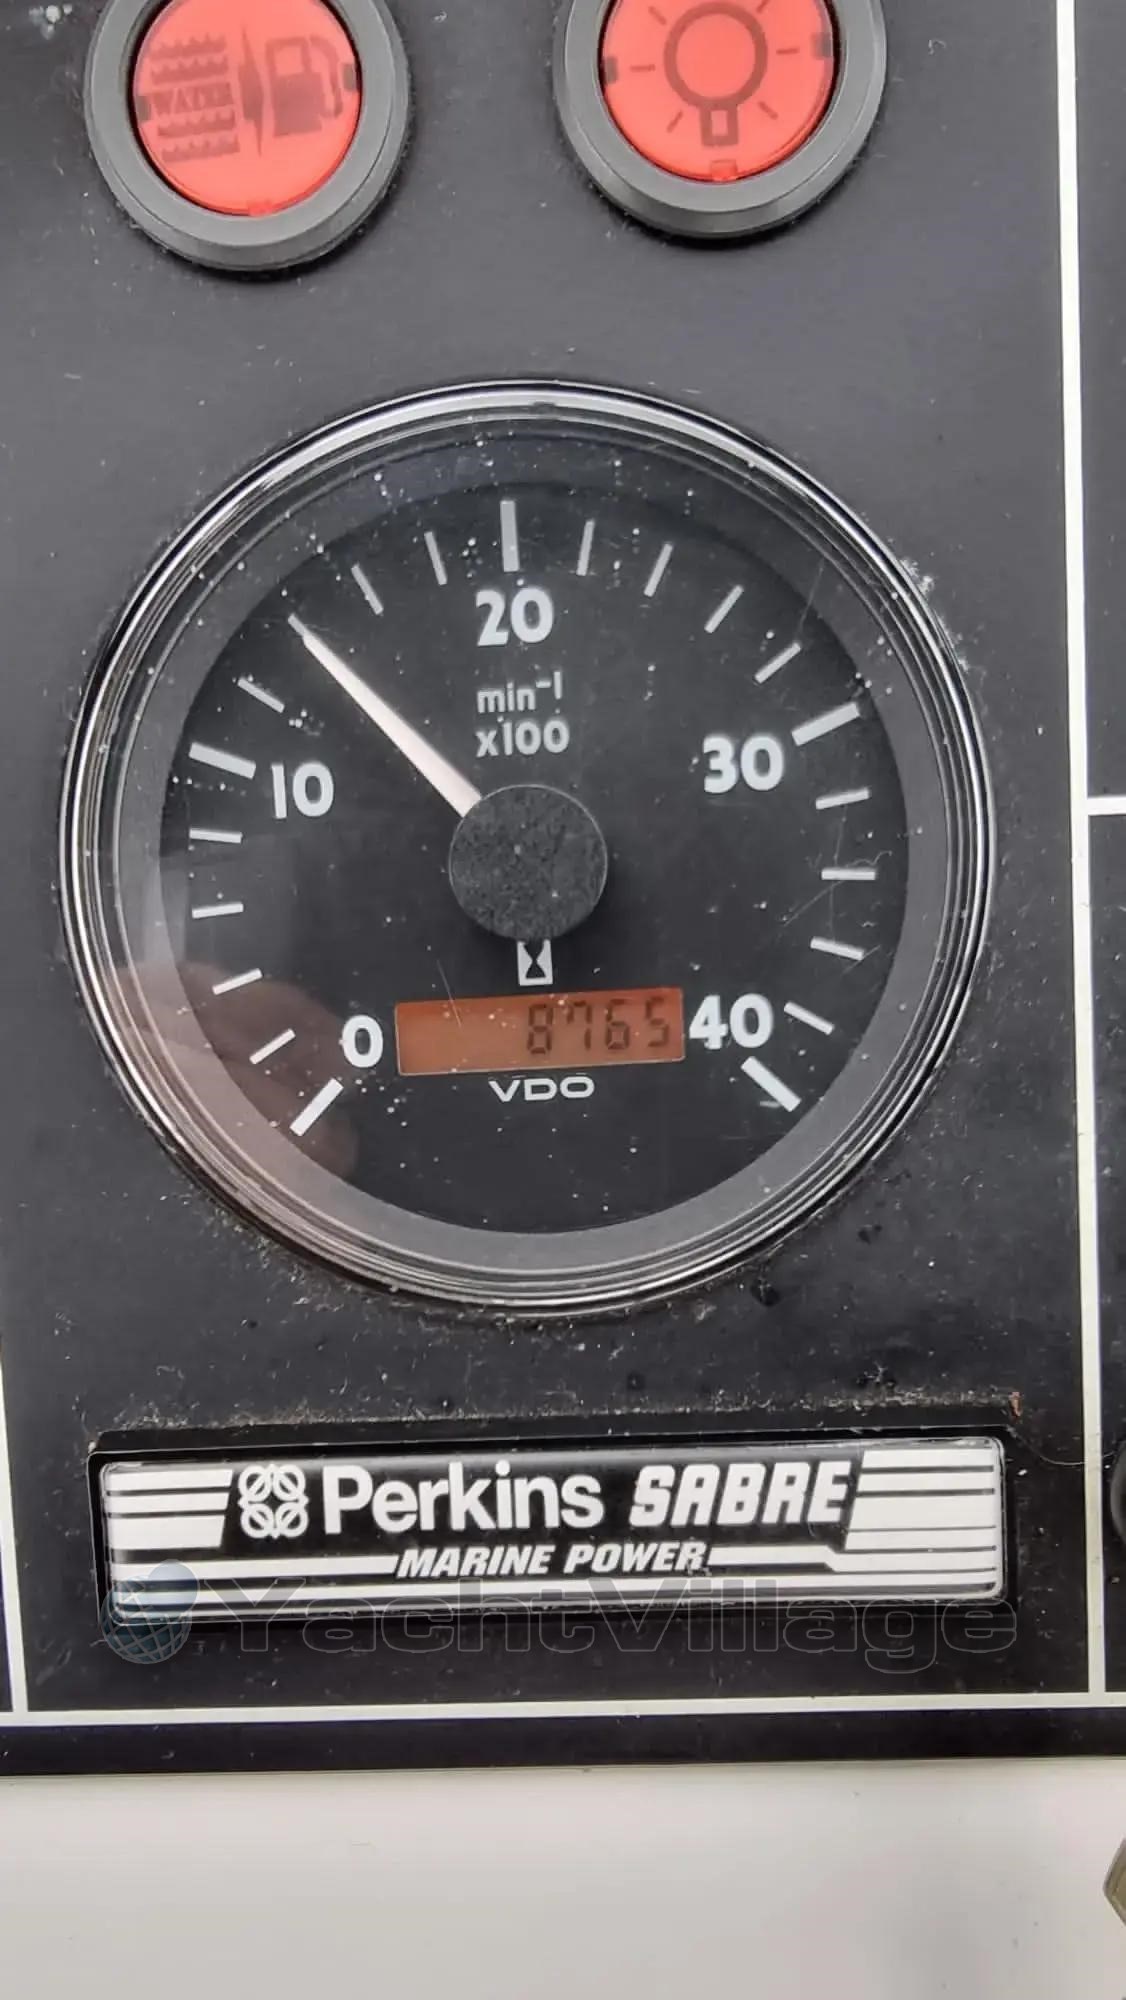 WATER
20
min⁻¹
x100
30
10
0
8765
40
VDO
Perkins SABRE
MARINE POWER
YachtVillage